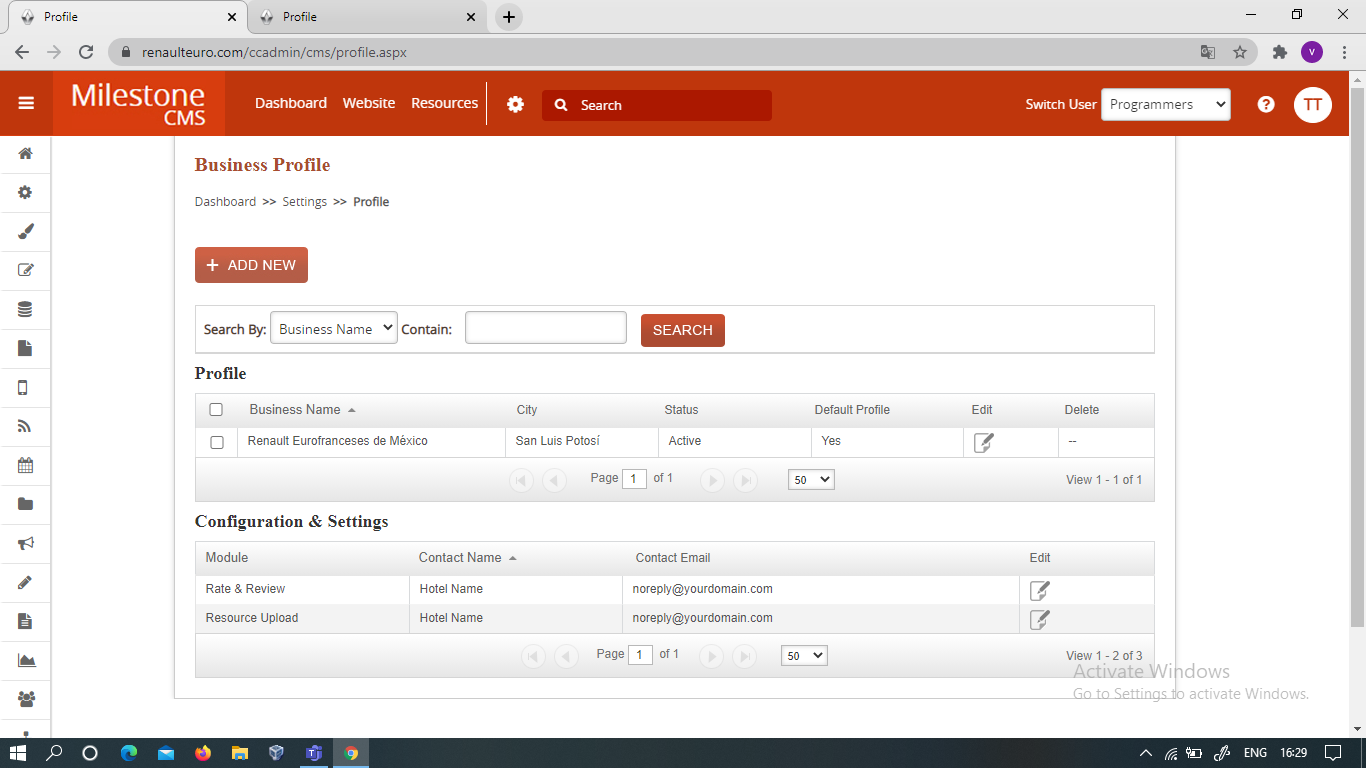 Profile
Profile
renaulteuro.com/ccadmin/cms/profile.aspx
V
Milestone
CMS
Dashboard Website Resources
Search
Switch User Programmers
?
TT
Business Profile
Dashboard >> Settings >> Profile
+ ADD NEW
Search By: Business Name Contain: SEARCH
Profile
Business Name City Status Default Profile Edit Delete
Renault Eurofranceses de México San Luis Potosí Active Yes --
Page 1 of 1 50 View 1 - 1 of 1
Configuration & Settings
Module Contact Name Contact Email Edit
Rate & Review Hotel Name noreply@yourdomain.com
Resource Upload Hotel Name noreply@yourdomain.com
Page 1 of 1 50 View 1 - 2 of 3
Activate Windows
Go to Settings to activate Windows.
ENG 16:29